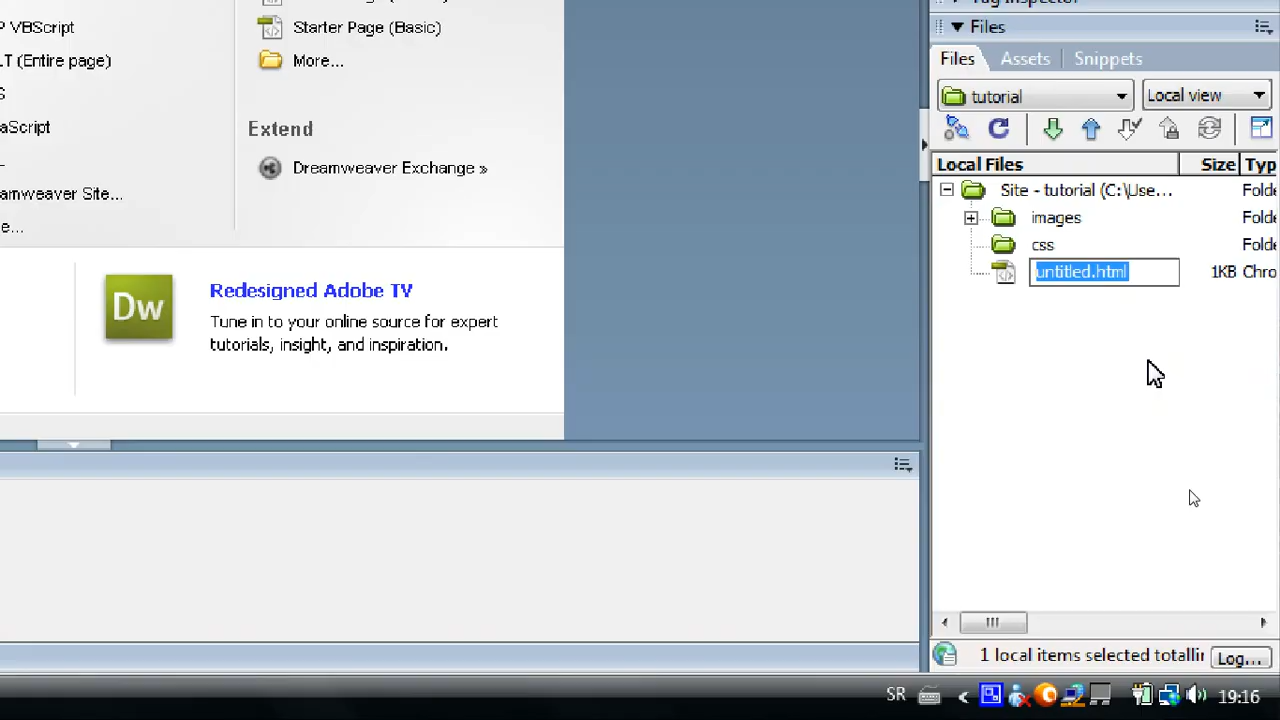 Tag Inspector
P VBScript
Starter Page (Basic)
Files
T (Entire page)
More...
Files Assets Snippets
S
tutorial
Local view
aScript
Extend
Dreamweaver Exchange »
Local Files Size Typ
amweaver Site...
Site - tutorial (C:\Use... Folde
e...
images Folde
css Folde
untitled.html 1KB Chro
Dw
Redesigned Adobe TV
Tune in to your online source for expert
tutorials, insight, and inspiration.
1 local items selected totallir
Log...
SR
19:16